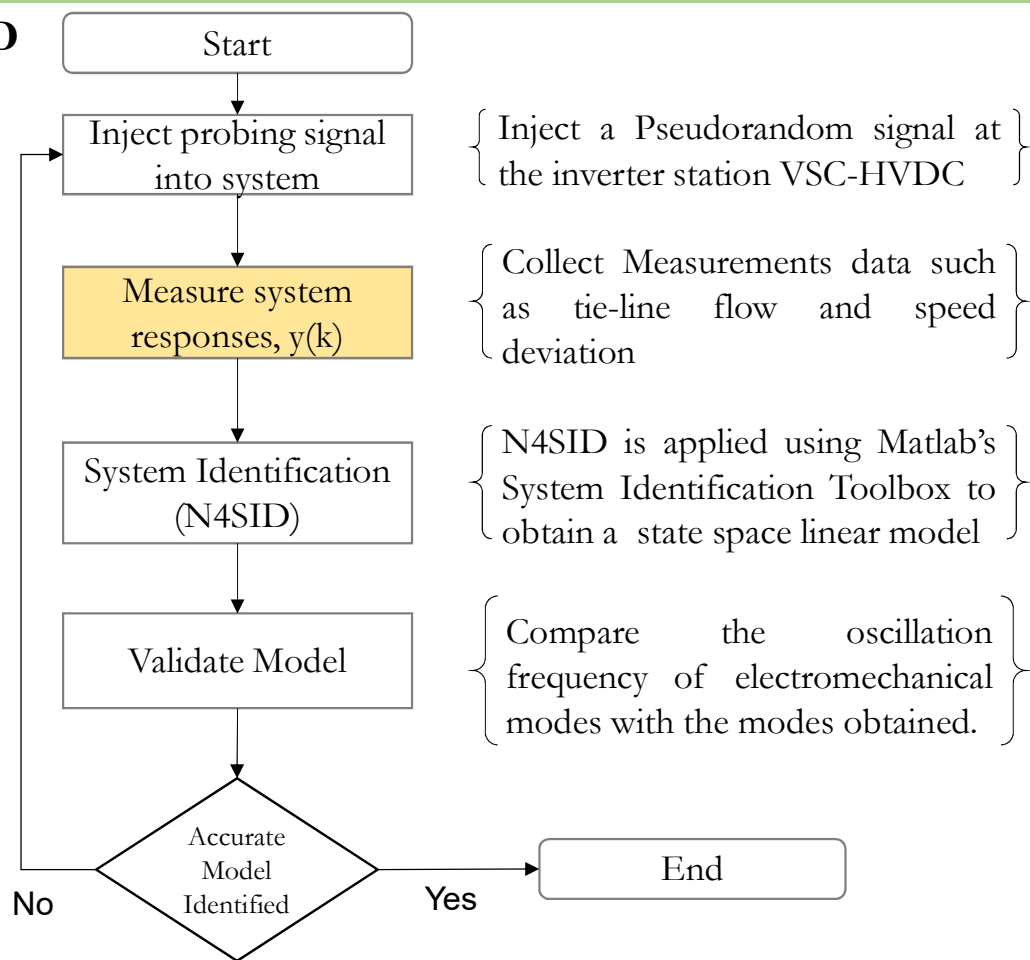 Start
Inject probing signal
into system
Inject a Pseudorandom signal at
the inverter station VSC-HVDC
Measure system
responses, y(k)
Collect Measurements data such
as tie-line flow and speed
deviation
System Identification
(N4SID)
N4SID is applied using Matlab's
System Identification Toolbox to
obtain a state space linear model
Validate Model
Compare the oscillation
frequency of electromechanical
modes with the modes obtained.
Accurate
Model
Identified
No
Yes
End